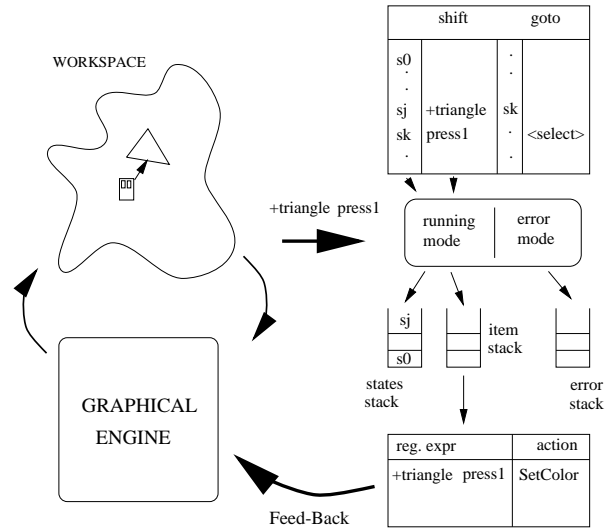 WORKSPACE
+triangle press1
GRAPHICAL
ENGINE
Feed-Back
shift goto
s0 .
. .
. .
sj +triangle sk
sk press1 . <select>
. .
running
mode
error
mode
sj
s0
states
stack
item
stack
error
stack
reg. expr action
+triangle press1 SetColor